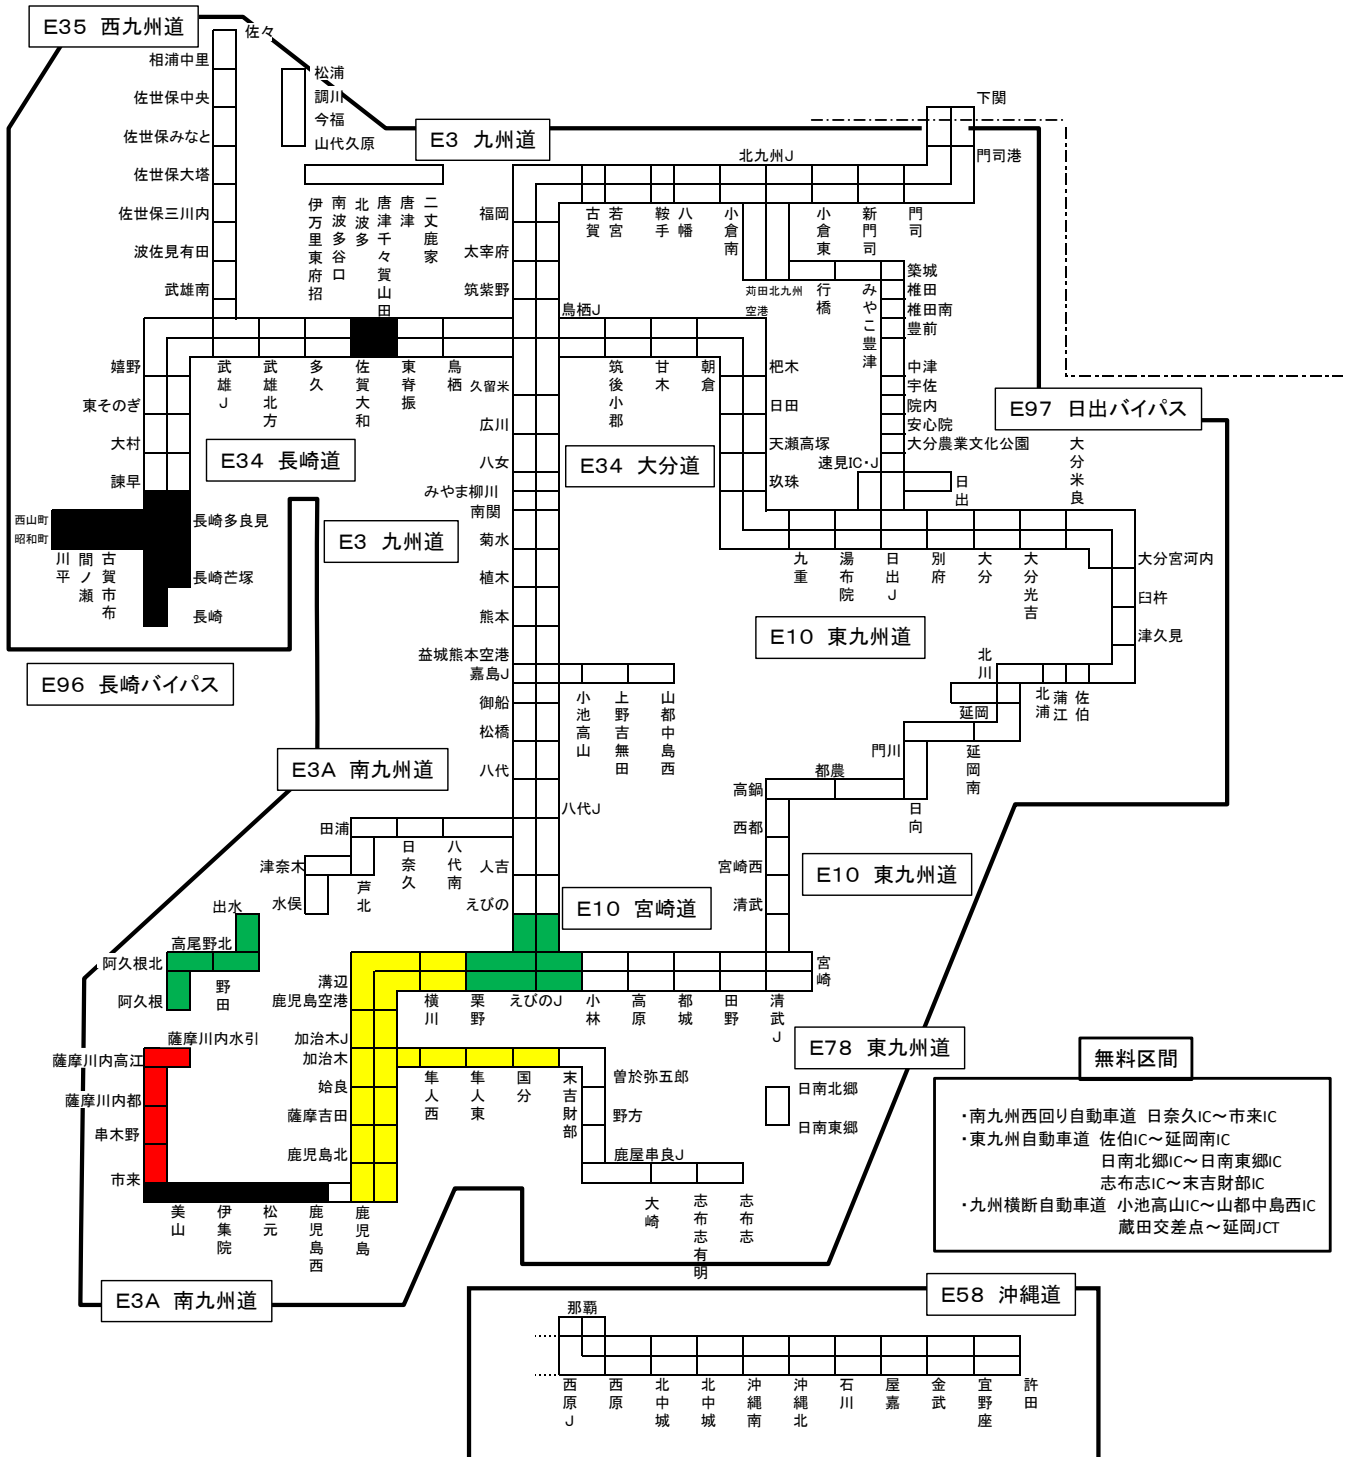 E35 西九州道
佐々
相浦中里
佐世保中央
佐世保みなと
佐世保大塔
佐世保三川内
波佐見有田
武雄南
松浦
調川
今福
山代久原
伊万里東府招
南波多谷口
北波多
唐津千々賀山田
唐津
二丈鹿家
E3 九州道
下関
門司港
北九州J
福岡
太宰府
筑紫野
鳥栖J
古賀
若宮
鞍手
八幡
小倉南
小倉東
新門司
門司
苅田北九州
空港
行橋
みやこ豊津
築城
椎田
椎田南
豊前
中津
宇佐
院内
安心院
大分農業文化公園
速見IC・J
日出
E97 日出バイパス
嬉野
東そのぎ
大村
諫早
武雄J
武雄北方
多久
佐賀大和
東脊振
鳥栖
久留米
広川
八女
みやま柳川
南関
菊水
植木
熊本
益城熊本空港
嘉島J
御船
松橋
八代
八代J
人吉
えびの
筑後小郡
甘木
朝倉
杷木
日田
天瀬高塚
玖珠
E34 長崎道
E34 大分道
E3 九州道
西山町
昭和町
川平
間ノ瀬
古賀市布
長崎多良見
長崎芒塚
長崎
E96 長崎バイパス
九重
湯布院
日出J
別府
大分
大分光吉
大分米良
大分宮河内
臼杵
津久見
E10 東九州道
北川
北浦
蒲江
佐伯
延岡
延岡南
門川
日向
都農
高鍋
西都
宮崎西
清武
E10 東九州道
小池高山
上野吉無田
山都中島西
E3A 南九州道
田浦
津奈木
水俣
芦北
日奈久
八代南
E10 宮崎道
出水
高尾野北
阿久根北
阿久根
野田
溝辺
鹿児島空港
横川
栗野
えびのJ
小林
高原
都城
田野
清武J
宮崎
薩摩川内水引
薩摩川内高江
薩摩川内都
串木野
市来
加治木J
加治木
姶良
薩摩吉田
鹿児島北
隼人西
隼人東
国分
末吉財部
曽於弥五郎
野方
鹿屋串良J
大崎
志布志有明
志布志
E78 東九州道
日南北郷
日南東郷
美山
伊集院
松元
鹿児島西
鹿児島
E3A 南九州道
無料区間
・南九州西回り自動車道 日奈久IC～市来IC
・東九州自動車道 佐伯IC～延岡南IC
日南北郷IC～日南東郷IC
志布志IC～末吉財部IC
・九州横断自動車道 小池高山IC～山都中島西IC
蔵田交差点～延岡JCT
E58 沖縄道
那覇
西原J
西原
北中城
北中城
沖縄南
沖縄北
石川
屋嘉
金武
宜野座
許田